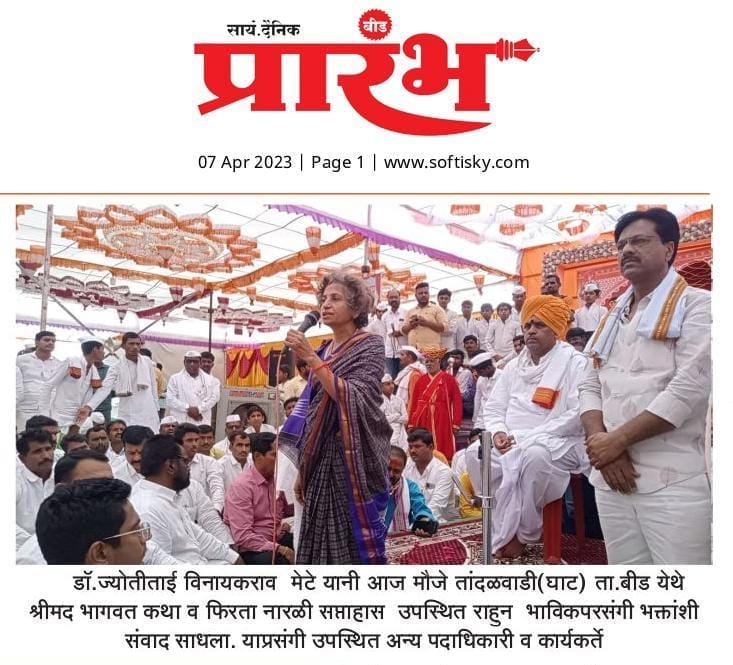 सायं.दैनिक
बीड
प्रारंभ
07 Apr 2023 | Page 1 | www.softisky.com
डॉ.ज्योतीताई विनायकराव मेटे यानी आज मौजे तांदळवाडी(घाट) ता.बीड येथे
श्रीमद भागवत कथा व फिरता नारळी सप्ताहास उपस्थित राहुन भाविकपरसंगी भक्तांशी
संवाद साधला. याप्रसंगी उपस्थित अन्य पदाधिकारी व कार्यकर्ते